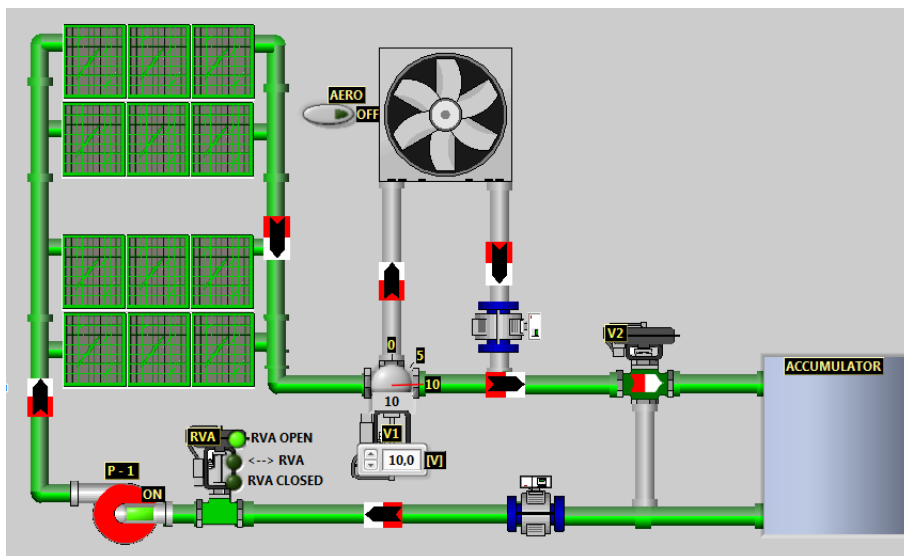 AERO
OFF
V2
0
5
ACCUMULATOR
10
10
V1
RVA
RVA OPEN
10,0
[V]
<--> RVA
P - 1
RVA CLOSED
ON